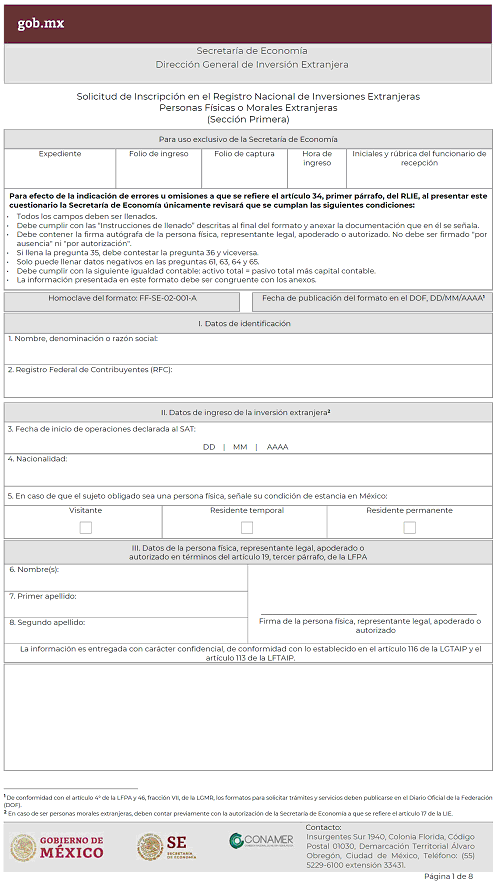 gob.mx
Secretaría de Economía
Dirección General de Inversión Extranjera
Solicitud de Inscripción en el Registro Nacional de Inversiones Extranjeras
Personas Físicas o Morales Extranjeras
(Sección Primera)
Para uso exclusivo de la Secretaría de Economía
Expediente
Folio de ingreso
Folio de captura
Hora de
ingreso
Iniciales y rúbrica del funcionario de
recepción
Para efecto de la indicación de errores u omisiones a que se refiere el artículo 34, primer párrafo, del RLIE, al presentar este
cuestionario la Secretaría de Economía únicamente revisará que se cumplan las siguientes condiciones:
• Todos los campos deben ser llenados.
• Debe cumplir con las "Instrucciones de llenado" descritas al final del formato y anexar la documentación que en él se señala.
• Debe contener la firma autógrafa de la persona física, representante legal, apoderado o autorizado. No debe ser firmado "por
ausencia" ni "por autorización".
• Si llena la pregunta 35, debe contestar la pregunta 36 y viceversa.
• Solo puede llenar datos negativos en las preguntas 61, 63, 64 y 65.
• Debe cumplir con la siguiente igualdad contable: activo total = pasivo total más capital contable.
• La información presentada en este formato debe ser congruente con los anexos.
Homoclave del formato: FF-SE-02-001-A
Fecha de publicación del formato en el DOF, DD/MM/AAAA¹
I. Datos de identificación
1. Nombre, denominación o razón social:
2. Registro Federal de Contribuyentes (RFC):
II. Datos de ingreso de la inversión extranjera²
3. Fecha de inicio de operaciones declarada al SAT:
DD | MM | AAAA
4. Nacionalidad:
5. En caso de que el sujeto obligado sea una persona física, señale su condición de estancia en México:
Visitante
Residente temporal
Residente permanente
III. Datos de la persona física, representante legal, apoderado o
autorizado en términos del artículo 19, tercer párrafo, de la LFPA
6. Nombre(s):
7. Primer apellido:
8. Segundo apellido:
Firma de la persona física, representante legal, apoderado o
autorizado
La información es entregada con carácter confidencial, de conformidad con lo establecido en el artículo 116 de la LGTAIP y el
artículo 113 de la LFTAIP.
¹ De conformidad con el artículo 4° de la LFPA y 46, fracción VII, de la LGMR, los formatos para solicitar trámites y servicios deben publicarse en el Diario Oficial de la Federación
(DOF).
² En caso de ser personas morales extranjeras, deben contar previamente con la autorización de la Secretaría de Economía a que se refiere el artículo 17 de la LIE.
GOBIERNO DE
MÉXICO
SE
SECRETARÍA
DE ECONOMÍA
CONAMER
Contacto:
Insurgentes Sur 1940, Colonia Florida, Código
Postal 01030, Demarcación Territorial Álvaro
Obregón, Ciudad de México, Teléfono: (55)
5229-6100 extensión 33431.
Página 1 de 8